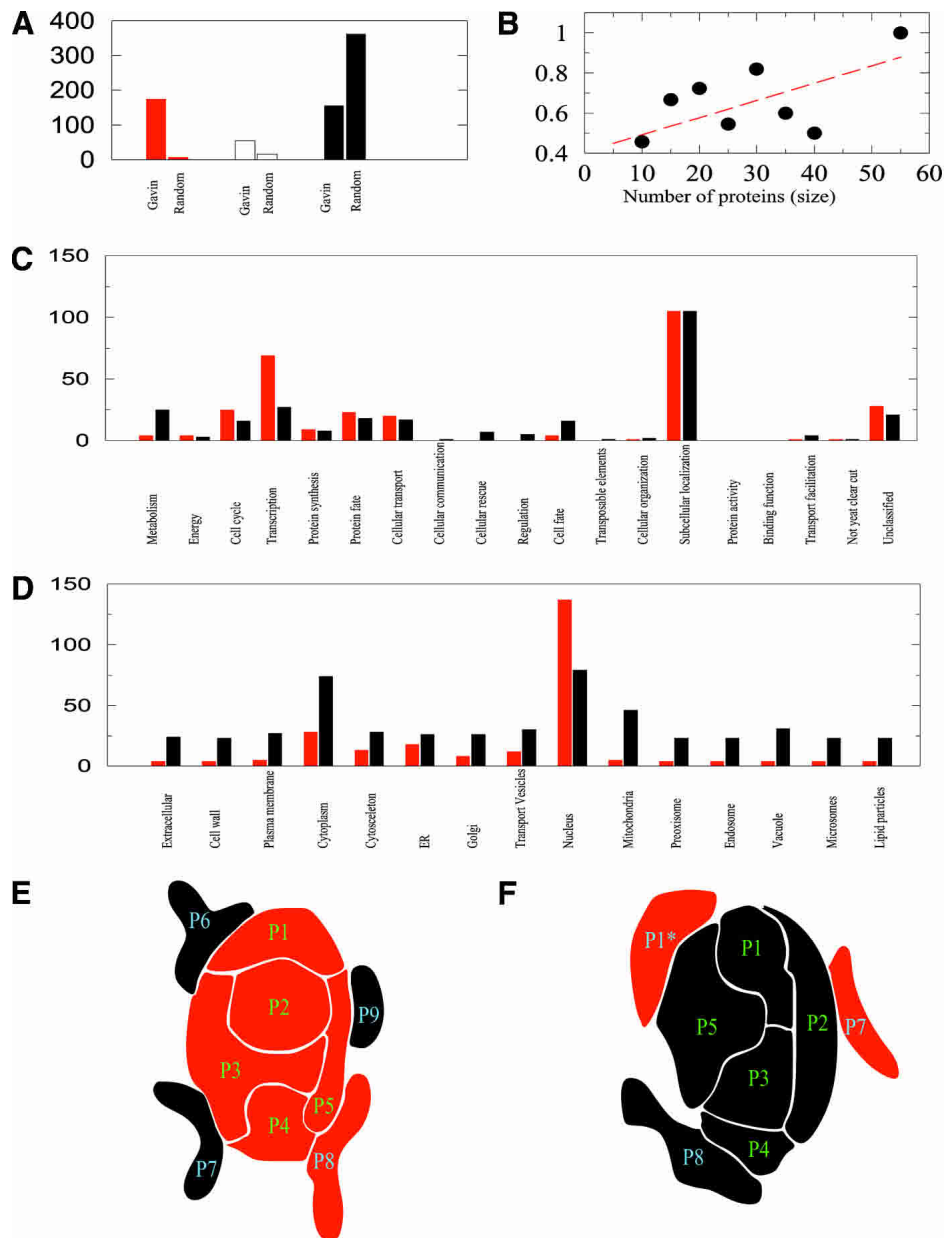 A
400
300
200
100
0
Gavin
Random
Gavin
Random
Gavin
Random
B
1
0.8
0.6
0.4
0 10 20 30 40 50 60
Number of proteins (size)
C
150
100
50
0
Metabolism
Energy
Cell cycle
Transcription
Protein synthesis
Protein fate
Cellular transport
Cellular communication
Cellular rescue
Regulation
Cell fate
Transposable elements
Cellular organization
Subcellular localization
Protein activity
Binding function
Transport facilitation
Not year clear cut
Unclassified
D
150
100
50
0
Extracellular
Cell wall
Plasma membrane
Cytoplasm
Cytosceleton
ER
Golgi
Transport Vesicles
Nucleus
Mitochondria
Preoxisome
Endosome
Vacuole
Microsomes
Lipid particles
E
P6
P1
P2
P9
P3
P5
P4
P7
P8
F
P1*
P1
P5
P2
P7
P3
P4
P8